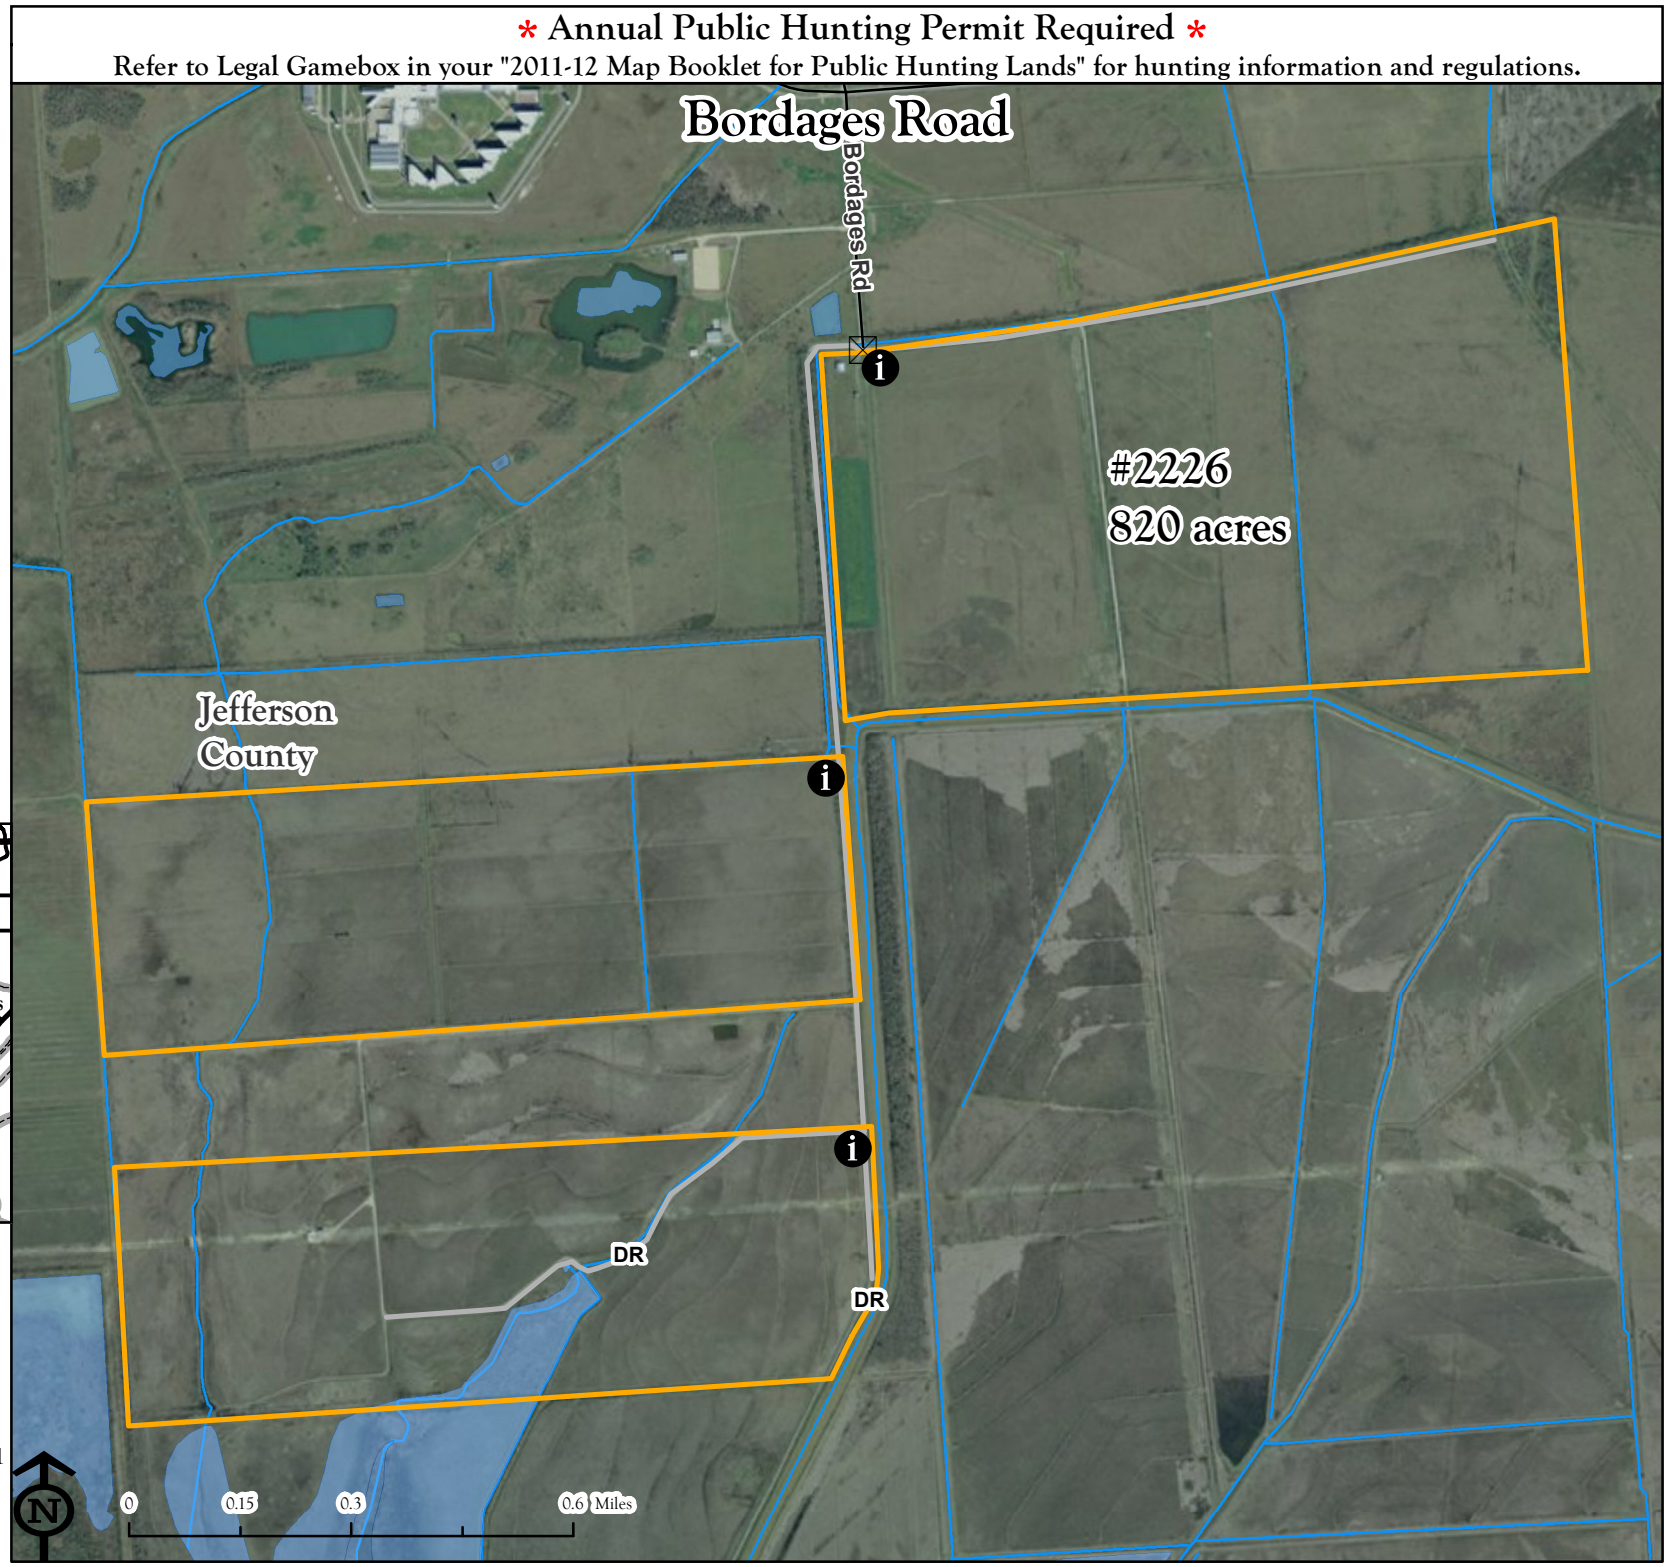 * Annual Public Hunting Permit Required *
Refer to Legal Gamebox in your "2011-12 Map Booklet for Public Hunting Lands" for hunting information and regulations.
Bordages Road
Bordages Rd
i
#2226
820 acres
Jefferson
County
i
i
DR
DR
N
0 0.15 0.3 0.6 Miles